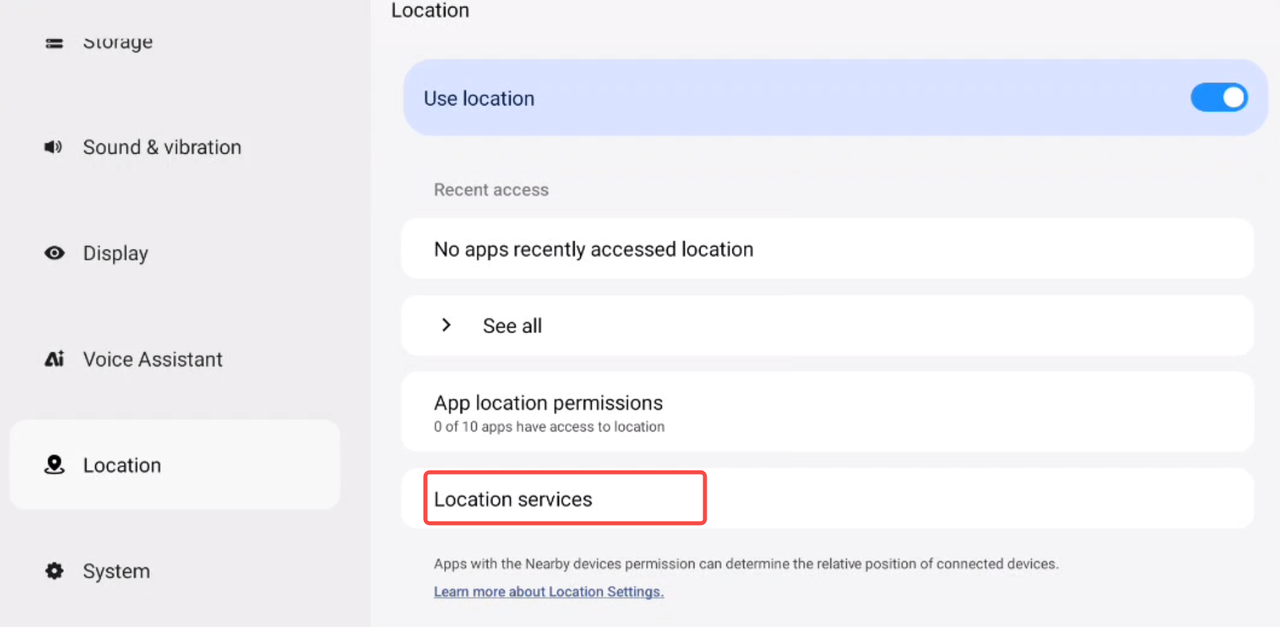 Location
Storage
Use location
Sound & vibration
Recent access
No apps recently accessed location
Display
See all
Voice Assistant
App location permissions
0 of 10 apps have access to location
Location
Location services
Apps with the Nearby devices permission can determine the relative position of connected devices.
System
Learn more about Location Settings.